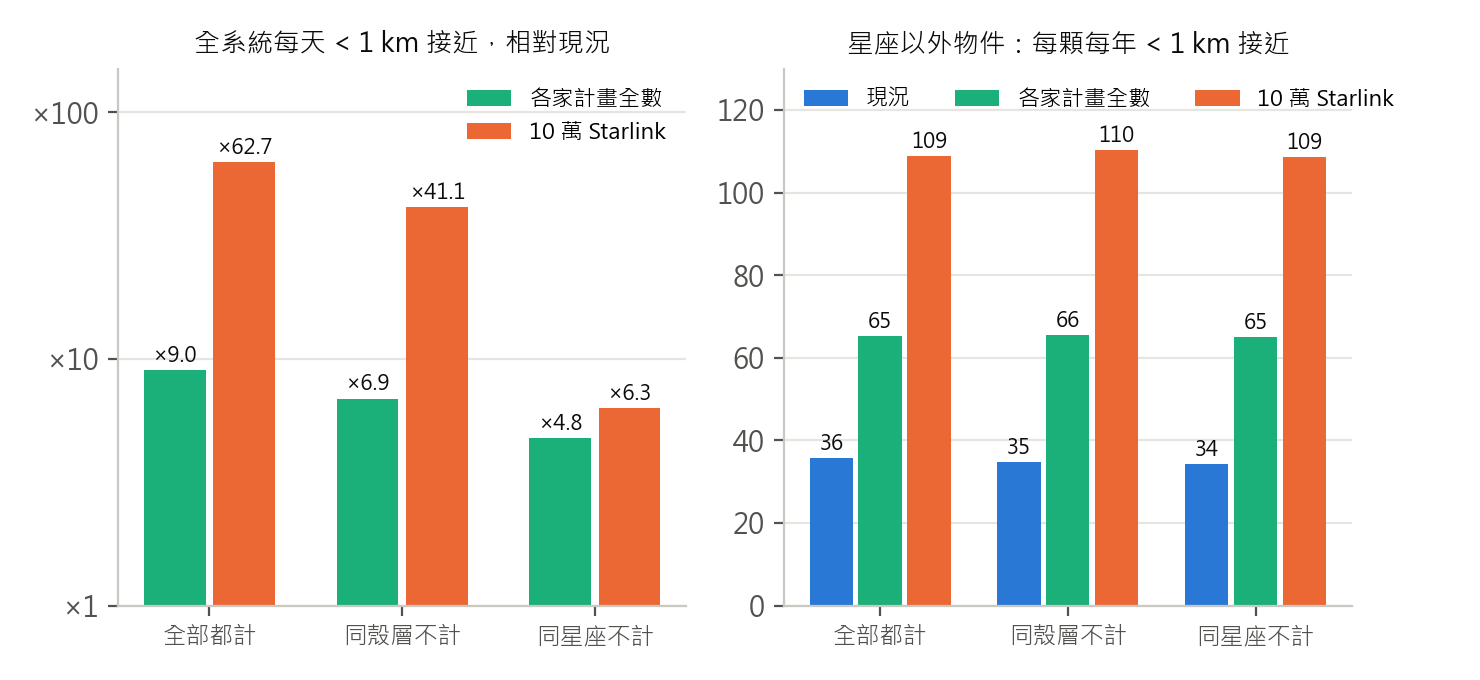 全系統每天 < 1 km 接近，相對現況
各家計畫全數
10 萬 Starlink
×100
×10
×1
×62.7
×41.1
×9.0
×6.9
×4.8
×6.3
全部都計
同殼層不計
同星座不計
星座以外物件：每顆每年 < 1 km 接近
現況
各家計畫全數
10 萬 Starlink
120
100
80
60
40
20
0
36
65
109
35
66
110
34
65
109
全部都計
同殼層不計
同星座不計